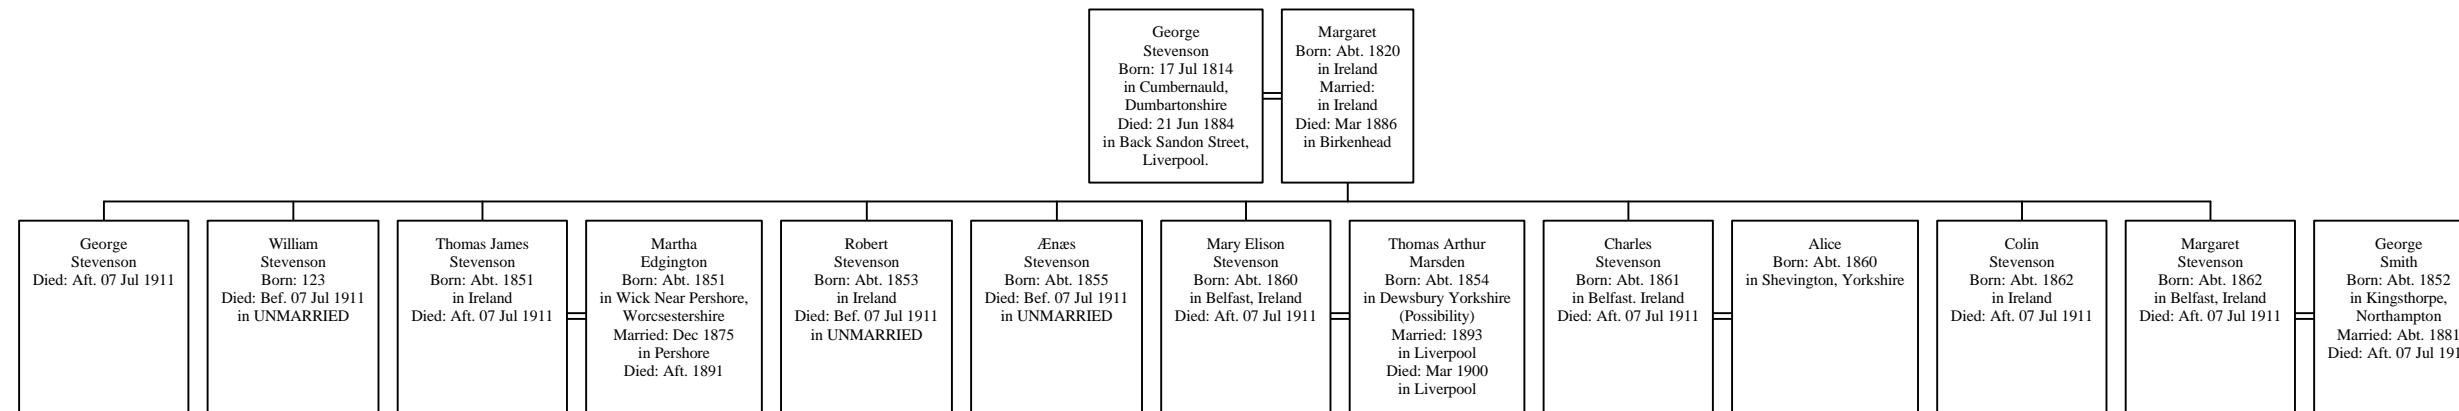 George
Stevenson
Born: 17 Jul 1814
in Cumbernauld,
Dumbartonshire
Died: 21 Jun 1884
in Back Sandon Street,
Liverpool.
Margaret
Born: Abt. 1820
in Ireland
Married:
in Ireland
Died: Mar 1886
in Birkenhead
George
Stevenson
Died: Aft. 07 Jul 1911
William
Stevenson
Born: 123
Died: Bef. 07 Jul 1911
in UNMARRIED
Thomas James
Stevenson
Born: Abt. 1851
in Ireland
Died: Aft. 07 Jul 1911
Martha
Edgington
Born: Abt. 1851
in Wick Near Pershore,
Worcsestershire
Married: Dec 1875
in Pershore
Died: Aft. 1891
Robert
Stevenson
Born: Abt. 1853
in Ireland
Died: Bef. 07 Jul 1911
in UNMARRIED
Ænæs
Stevenson
Born: Abt. 1855
Died: Bef. 07 Jul 1911
in UNMARRIED
Mary Elison
Stevenson
Born: Abt. 1860
in Belfast, Ireland
Died: Aft. 07 Jul 1911
Thomas Arthur
Marsden
Born: Abt. 1854
in Dewsbury Yorkshire
(Possibility)
Married: 1893
in Liverpool
Died: Mar 1900
in Liverpool
Charles
Stevenson
Born: Abt. 1861
in Belfast. Ireland
Died: Aft. 07 Jul 1911
Alice
Born: Abt. 1860
in Shevington, Yorkshire
Colin
Stevenson
Born: Abt. 1862
in Ireland
Died: Aft. 07 Jul 1911
Margaret
Stevenson
Born: Abt. 1862
in Belfast, Ireland
Died: Aft. 07 Jul 1911
George
Smith
Born: Abt. 1852
in Kingsthorpe,
Northampton
Married: Abt. 1881
Died: Aft. 07 Jul 191